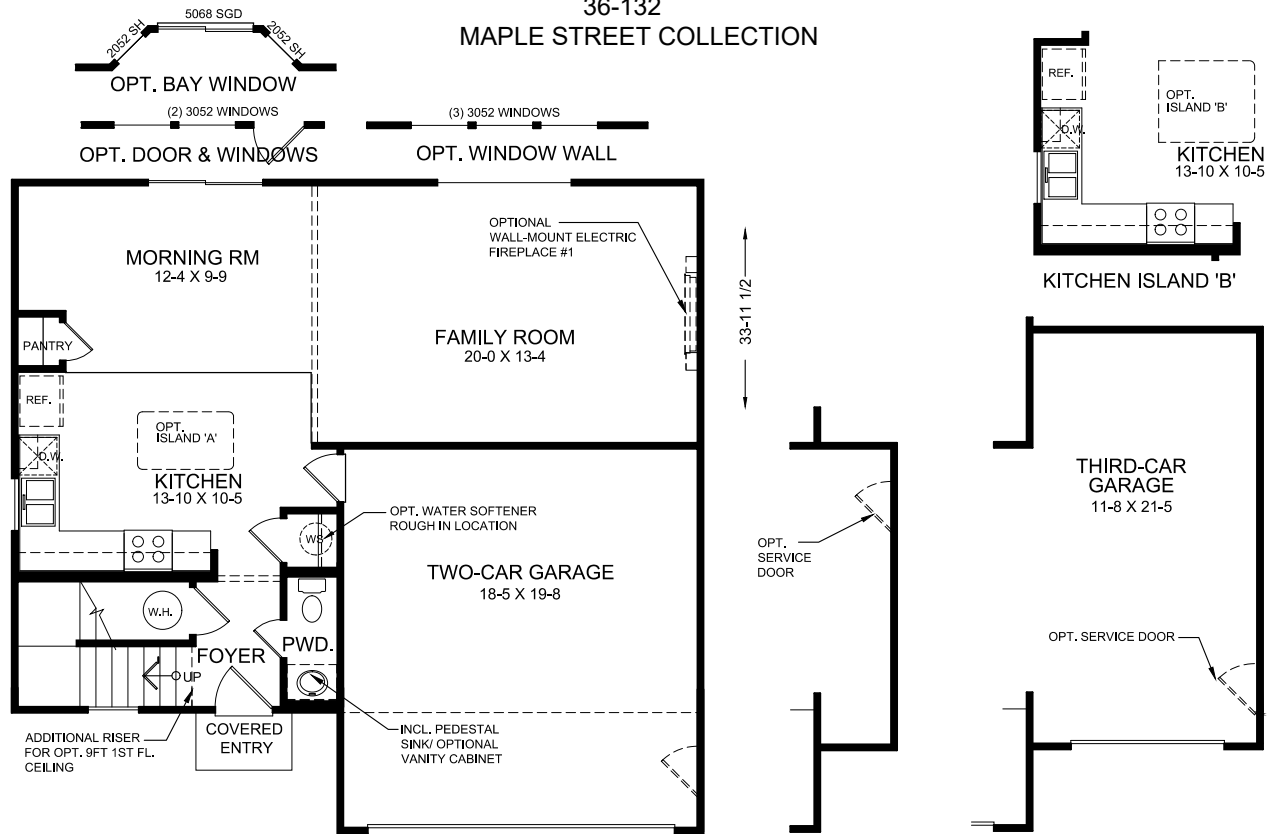 36-132
MAPLE STREET COLLECTION
5068 SGD
2052 SH
2052 SH
OPT. BAY WINDOW
(2) 3052 WINDOWS
OPT. DOOR & WINDOWS
(3) 3052 WINDOWS
OPT. WINDOW WALL
MORNING RM
12-4 X 9-9
OPTIONAL
WALL-MOUNT ELECTRIC
FIREPLACE #1
FAMILY ROOM
20-0 X 13-4
33-11 1/2
PANTRY
REF.
OPT.
ISLAND 'A'
D.W.
KITCHEN
13-10 X 10-5
OPT. WATER SOFTENER
ROUGH IN LOCATION
WS
TWO-CAR GARAGE
18-5 X 19-8
W.H.
FOYER
PWD.
UP
COVERED
ENTRY
ADDITIONAL RISER
FOR OPT. 9FT 1ST FL.
CEILING
INCL. PEDESTAL
SINK/ OPTIONAL
VANITY CABINET
OPT.
SERVICE
DOOR
REF.
OPT.
ISLAND 'B'
D.W.
KITCHEN
13-10 X 10-5
KITCHEN ISLAND 'B'
THIRD-CAR
GARAGE
11-8 X 21-5
OPT. SERVICE DOOR